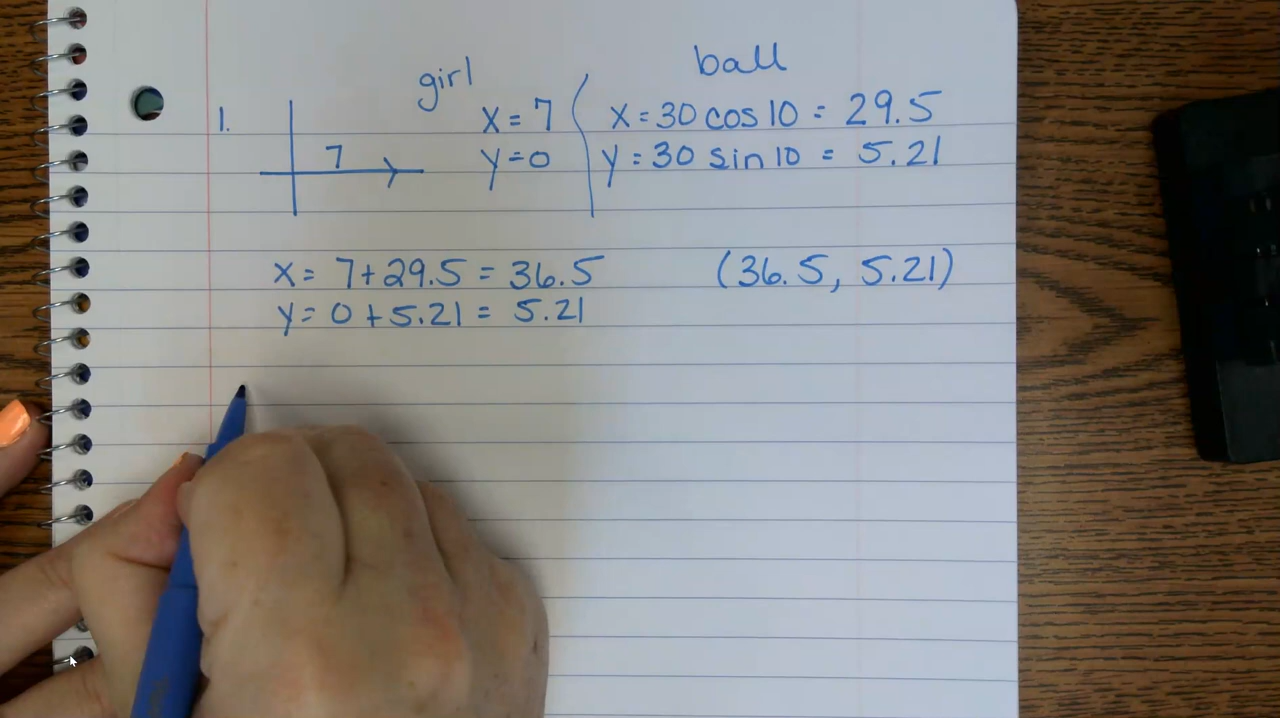 girl
ball
1.
7
x = 7
y = 0
x = 30 cos 10 = 29.5
y = 30 sin 10 = 5.21
x = 7 + 29.5 = 36.5
y = 0 + 5.21 = 5.21
(36.5, 5.21)